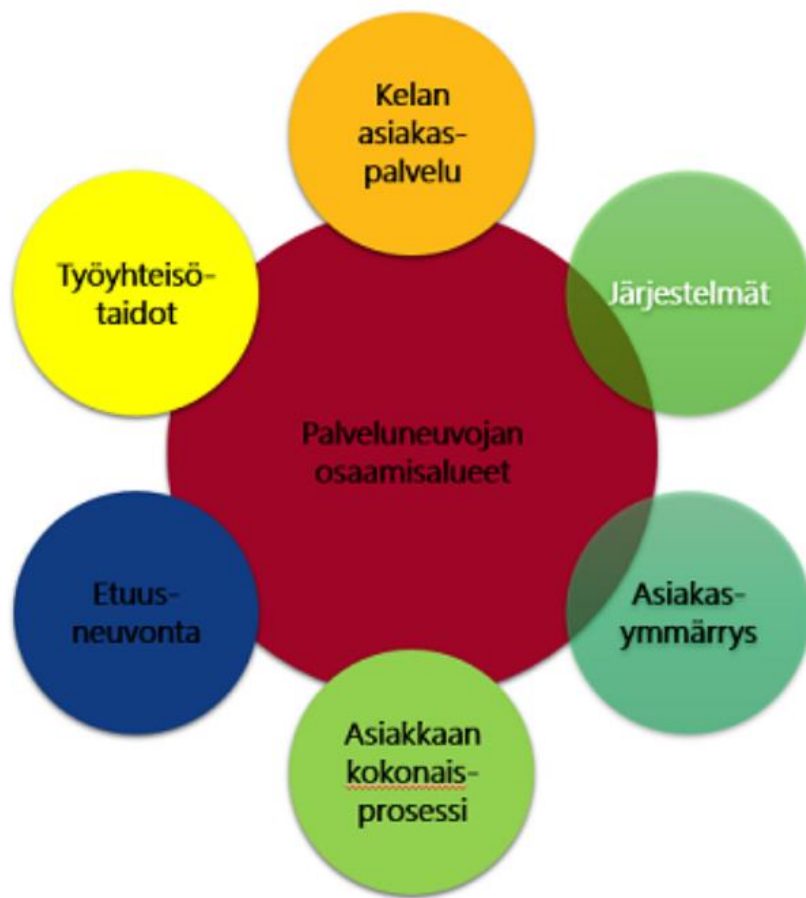 Kelan
asiakas-
palvelu
Työyhteisö-
taidot
Järjestelmät
Palveluneuvojan
osaamisalueet
Etuus-
neuvonta
Asiakas-
ymmärrys
Asiakkaan
kokonais-
prosessi